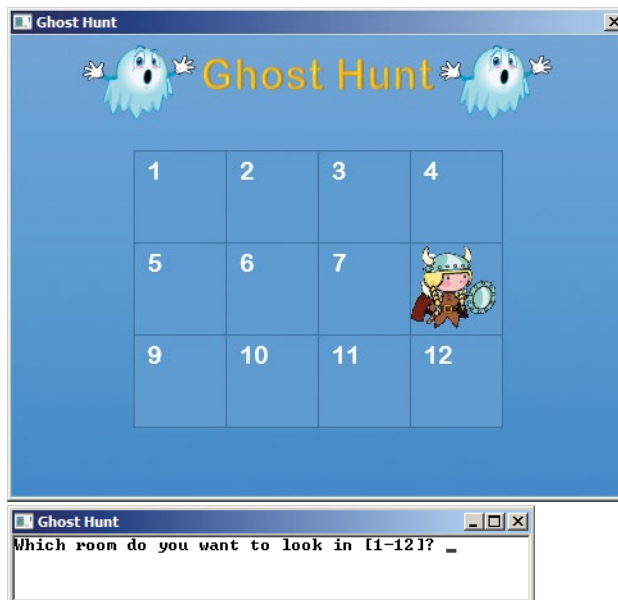 Ghost Hunt
Ghost Hunt
1 2 3 4
5 6 7
9 10 11 12
Ghost Hunt
Which room do you want to look in [1-12]? _